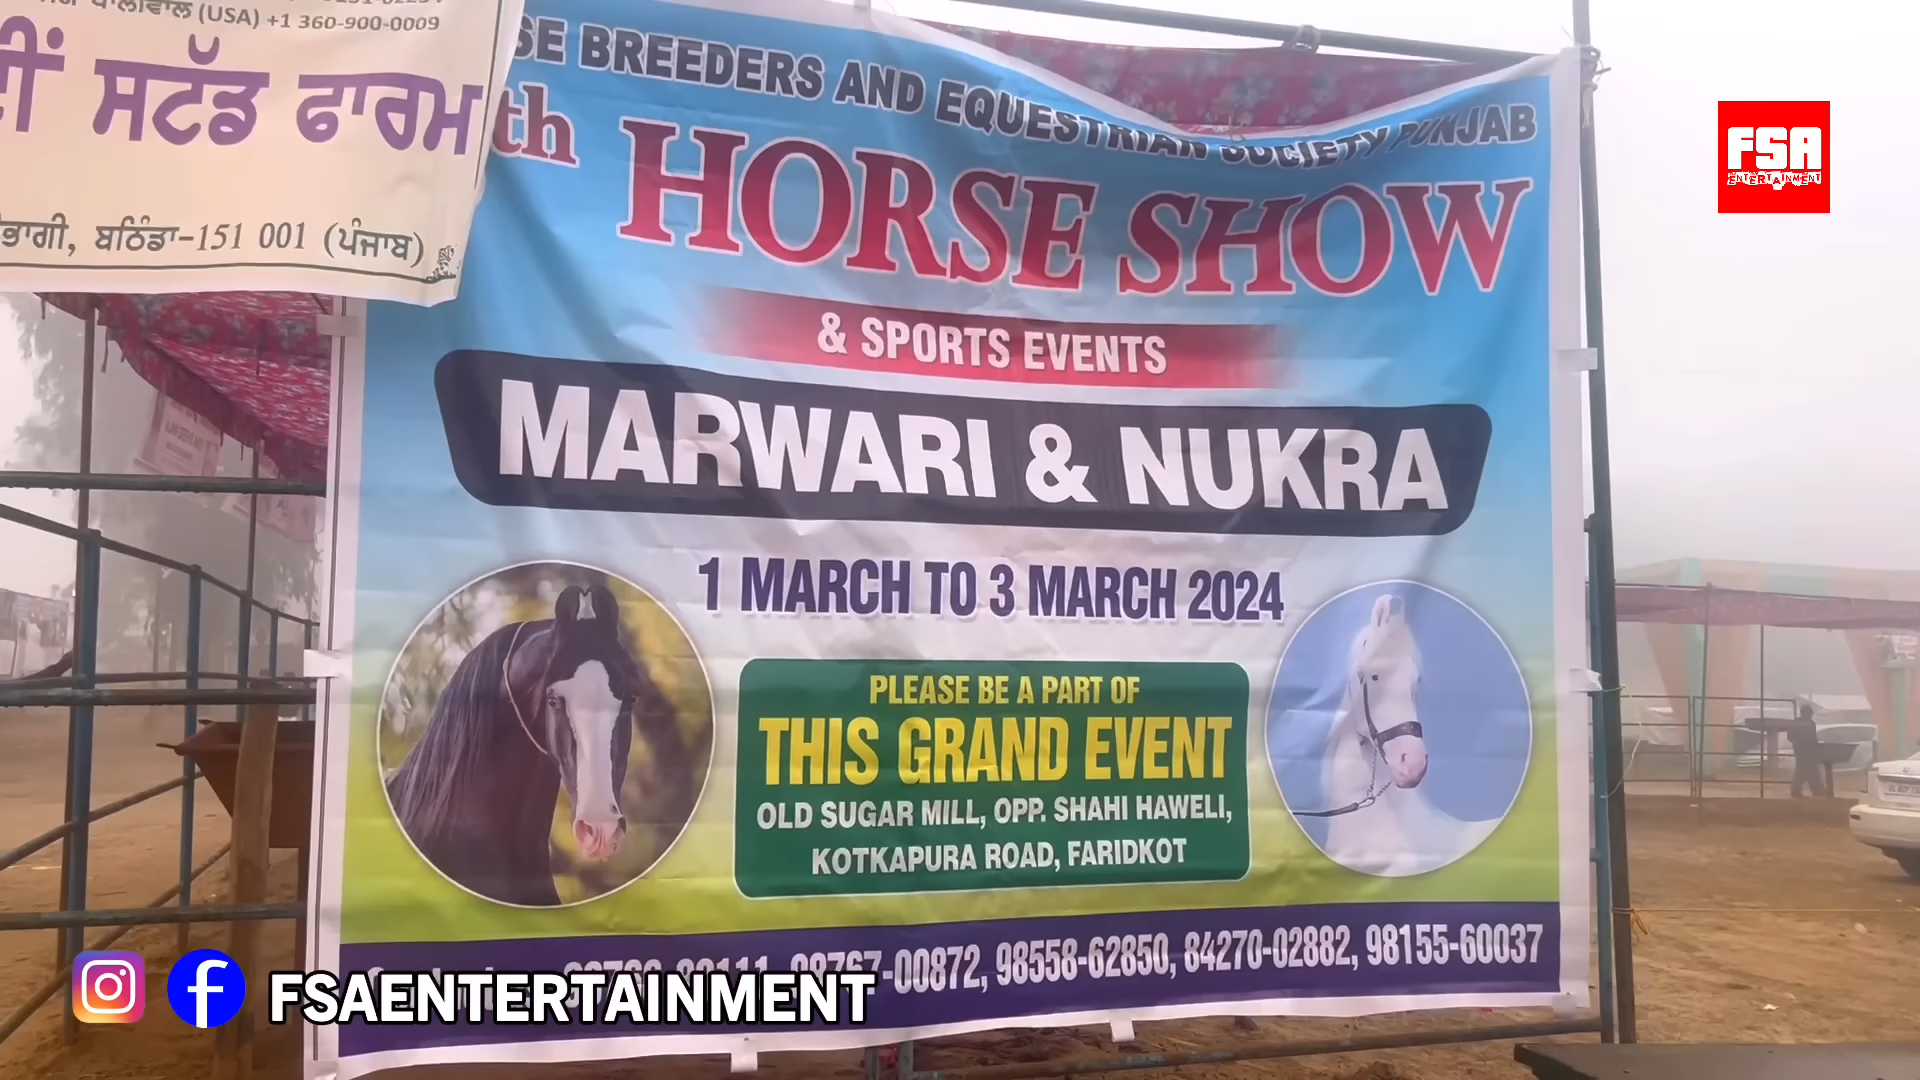 (USA) +1 360-900-0009
ਸਟੱਡ ਫਾਰਮ
ਬਠਿੰਡਾ-151 001 (ਪੰਜਾਬ)
BREEDERS AND EQUESTRIAN SOCIETY PUNJAB
th HORSE SHOW
& SPORTS EVENTS
MARWARI & NUKRA
1 MARCH TO 3 MARCH 2024
PLEASE BE A PART OF
THIS GRAND EVENT
OLD SUGAR MILL, OPP. SHAHI HAWELI,
KOTKAPURA ROAD, FARIDKOT
98767-00872, 98558-62850, 84270-02882, 98155-60037
FSA
ENTERTAINMENT
FSAENTERTAINMENT